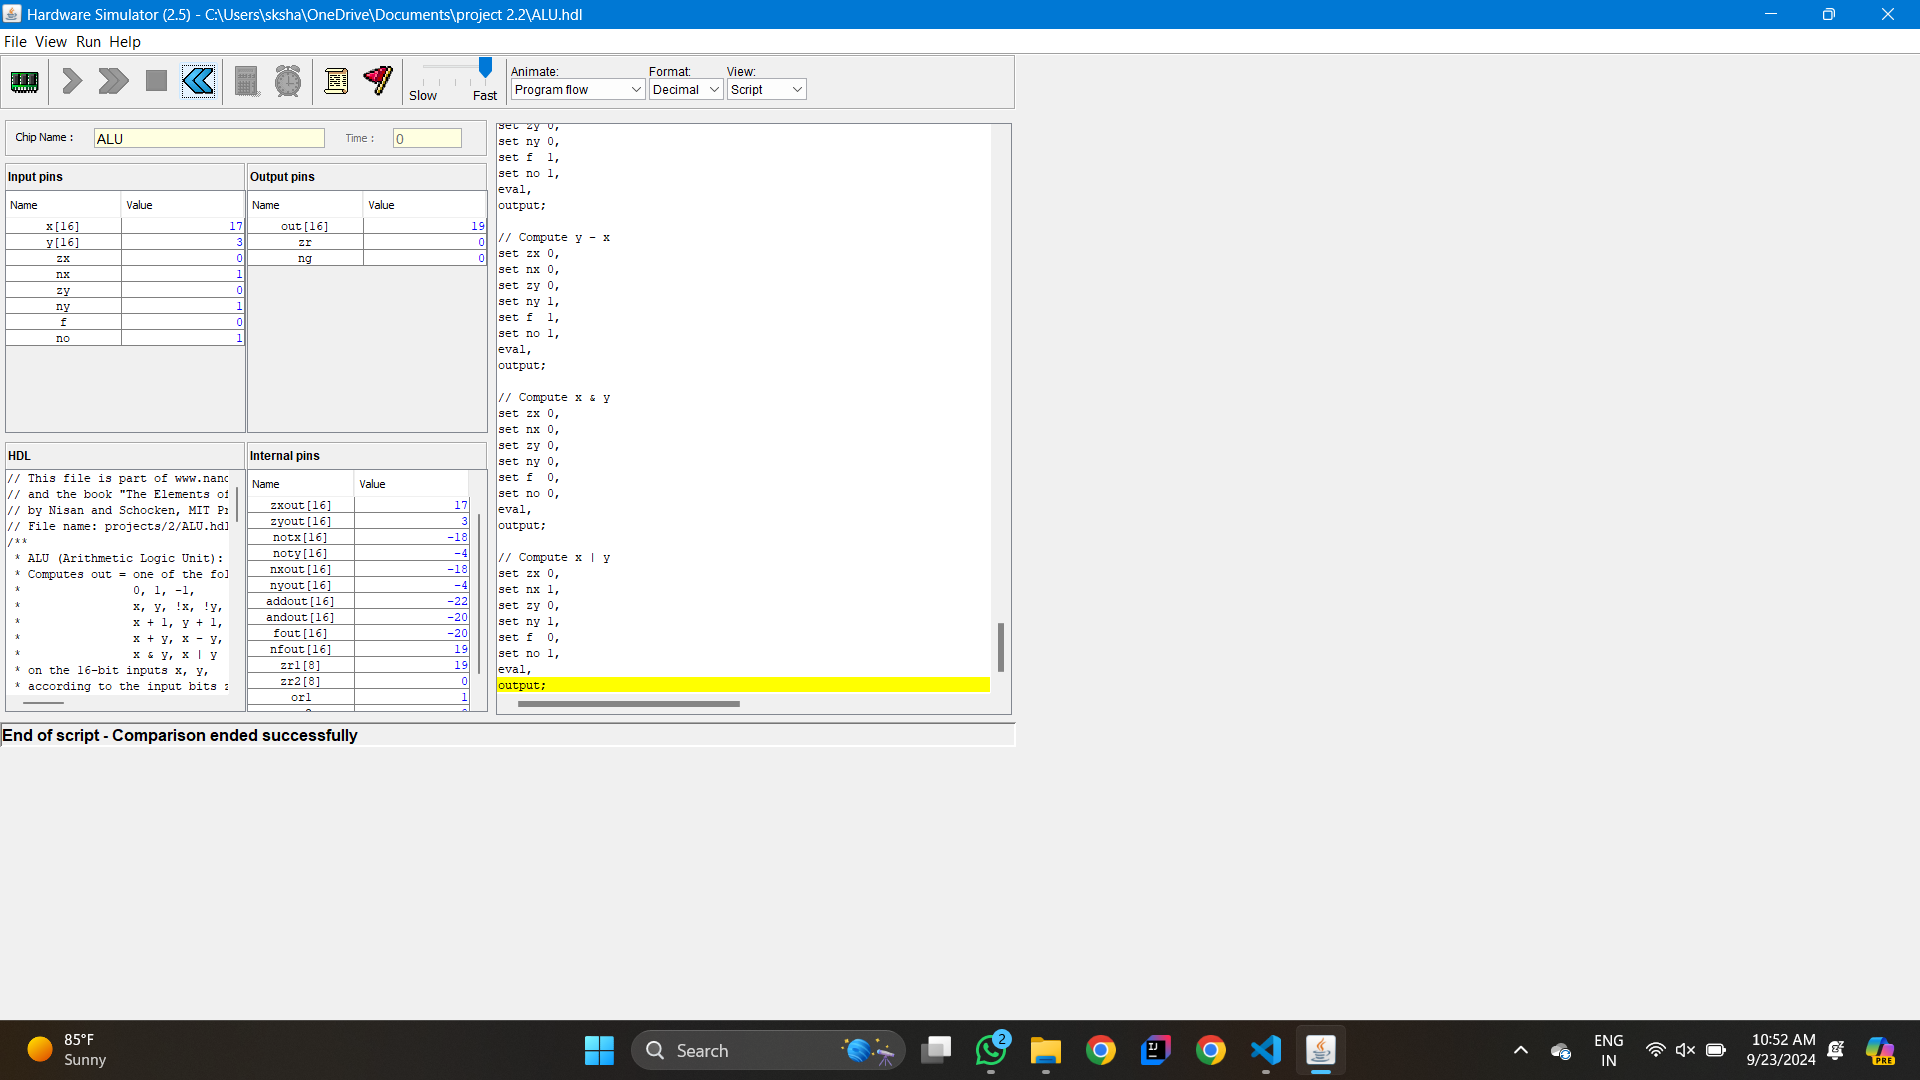 Hardware Simulator (2.5) - C:\Users\sksha\OneDrive\Documents\project 2.2\ALU.hdl
File View Run Help
Slow Fast
Animate:
Program flow
Format:
Decimal
View:
Script
Chip Name : ALU Time : 0
Input pins
Name Value
x[16] 17
y[16] 3
zx 0
nx 1
zy 0
ny 1
f 0
no 1
Output pins
Name Value
out[16] 19
zr 0
ng 0
HDL
// This file is part of www.nand
// and the book "The Elements of
// by Nisan and Schocken, MIT Pr
// File name: projects/2/ALU.hdl
/**
* ALU (Arithmetic Logic Unit):
* Computes out = one of the fol
* 0, 1, -1,
* x, y, !x, !y,
* x + 1, y + 1,
* x + y, x - y,
* x & y, x | y
* on the 16-bit inputs x, y,
* according to the input bits z
Internal pins
Name Value
zxout[16] 17
zyout[16] 3
notx[16] -18
noty[16] -4
nxout[16] -18
nyout[16] -4
addout[16] -22
andout[16] -20
fout[16] -20
nfout[16] 19
zr1[8] 19
zr2[8] 0
or1 1
set zy 0,
set ny 0,
set f 1,
set no 1,
eval,
output;
// Compute y - x
set zx 0,
set nx 0,
set zy 0,
set ny 1,
set f 1,
set no 1,
eval,
output;
// Compute x & y
set zx 0,
set nx 0,
set zy 0,
set ny 0,
set f 0,
set no 0,
eval,
output;
// Compute x | y
set zx 0,
set nx 1,
set zy 0,
set ny 1,
set f 0,
set no 1,
eval,
output;
End of script - Comparison ended successfully
85°F
Sunny
Search
2
IJ
ENG
IN
10:52 AM
9/23/2024
PRE